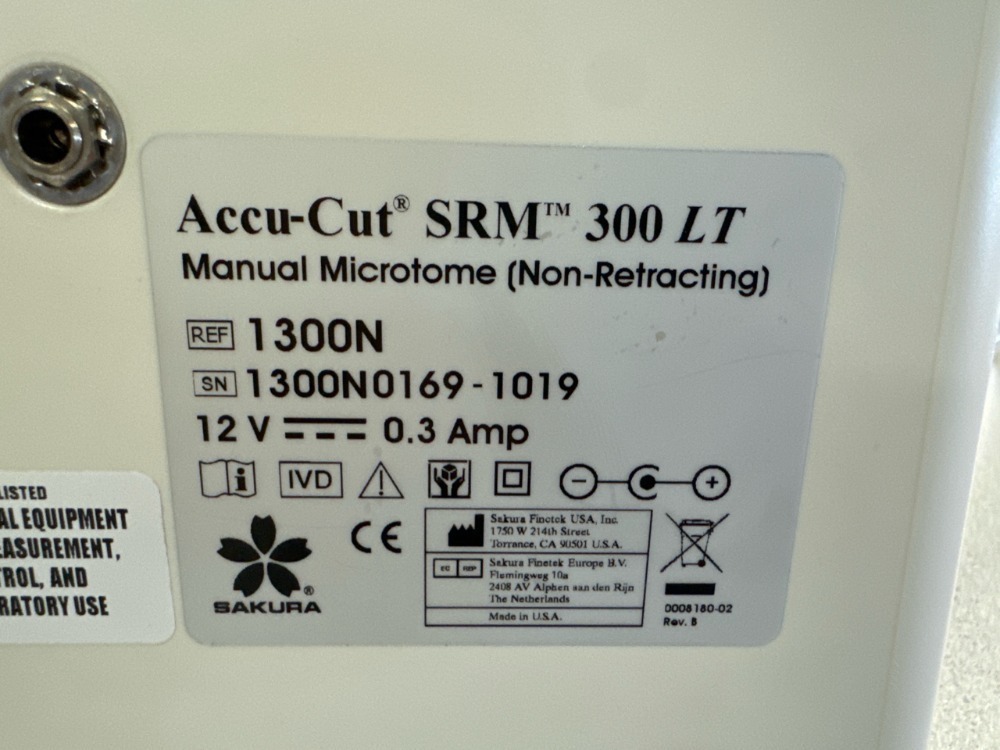 Accu-Cut® SRM™ 300 LT
Manual Microtome (Non-Retracting)
REF 1300N
SN 1300N0169-1019
12 V 0.3 Amp
IVD
SAKURA®
CE
Sakura Finetek USA, Inc.
1750 W 214th Street
Torrance, CA 90501 U.S.A.
EC REP
Sakura Finetek Europe B.V.
Flemingweg 10a
2408 AV Alphen aan den Rijn
The Netherlands
Made in U.S.A.
0008180-02
Rev. B
LISTED
AL EQUIPMENT
EASUREMENT,
TROL, AND
RATORY USE